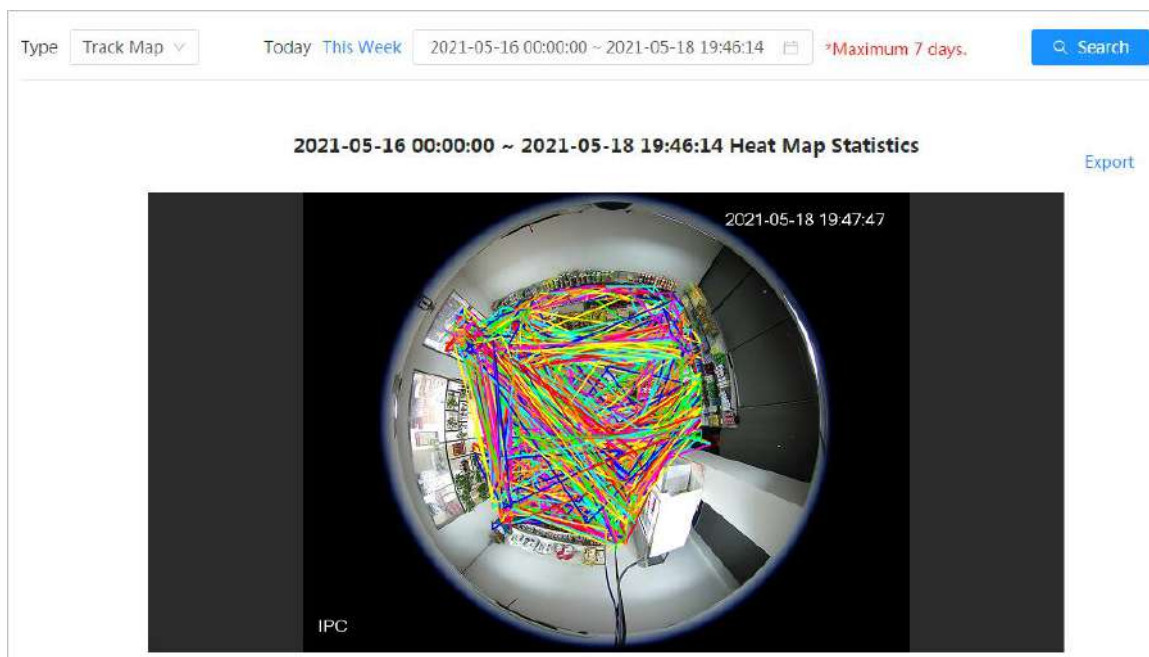 Type Track Map Today This Week 2021-05-16 00:00:00 ~ 2021-05-18 19:46:14 *Maximum 7 days. Search
2021-05-16 00:00:00 ~ 2021-05-18 19:46:14 Heat Map Statistics
Export
2021-05-18 19:47:47
IPC